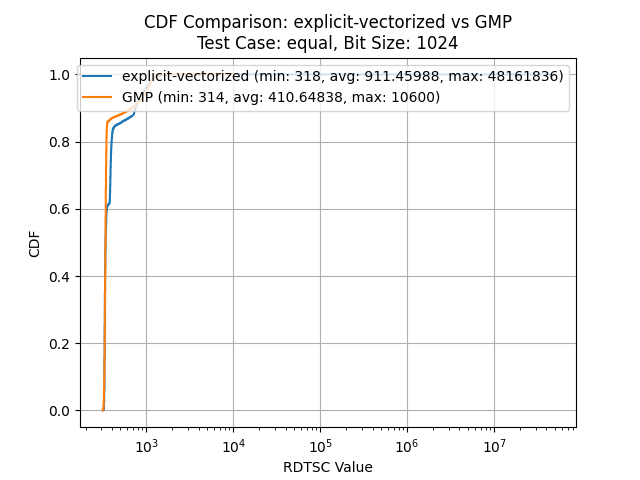 CDF Comparison: explicit-vectorized vs GMP
Test Case: equal, Bit Size: 1024
explicit-vectorized (min: 318, avg: 911.45988, max: 48161836)
GMP (min: 314, avg: 410.64838, max: 10600)
1.0
0.8
0.6
0.4
0.2
0.0
CDF
10³ 10⁴ 10⁵ 10⁶ 10⁷
RDTSC Value